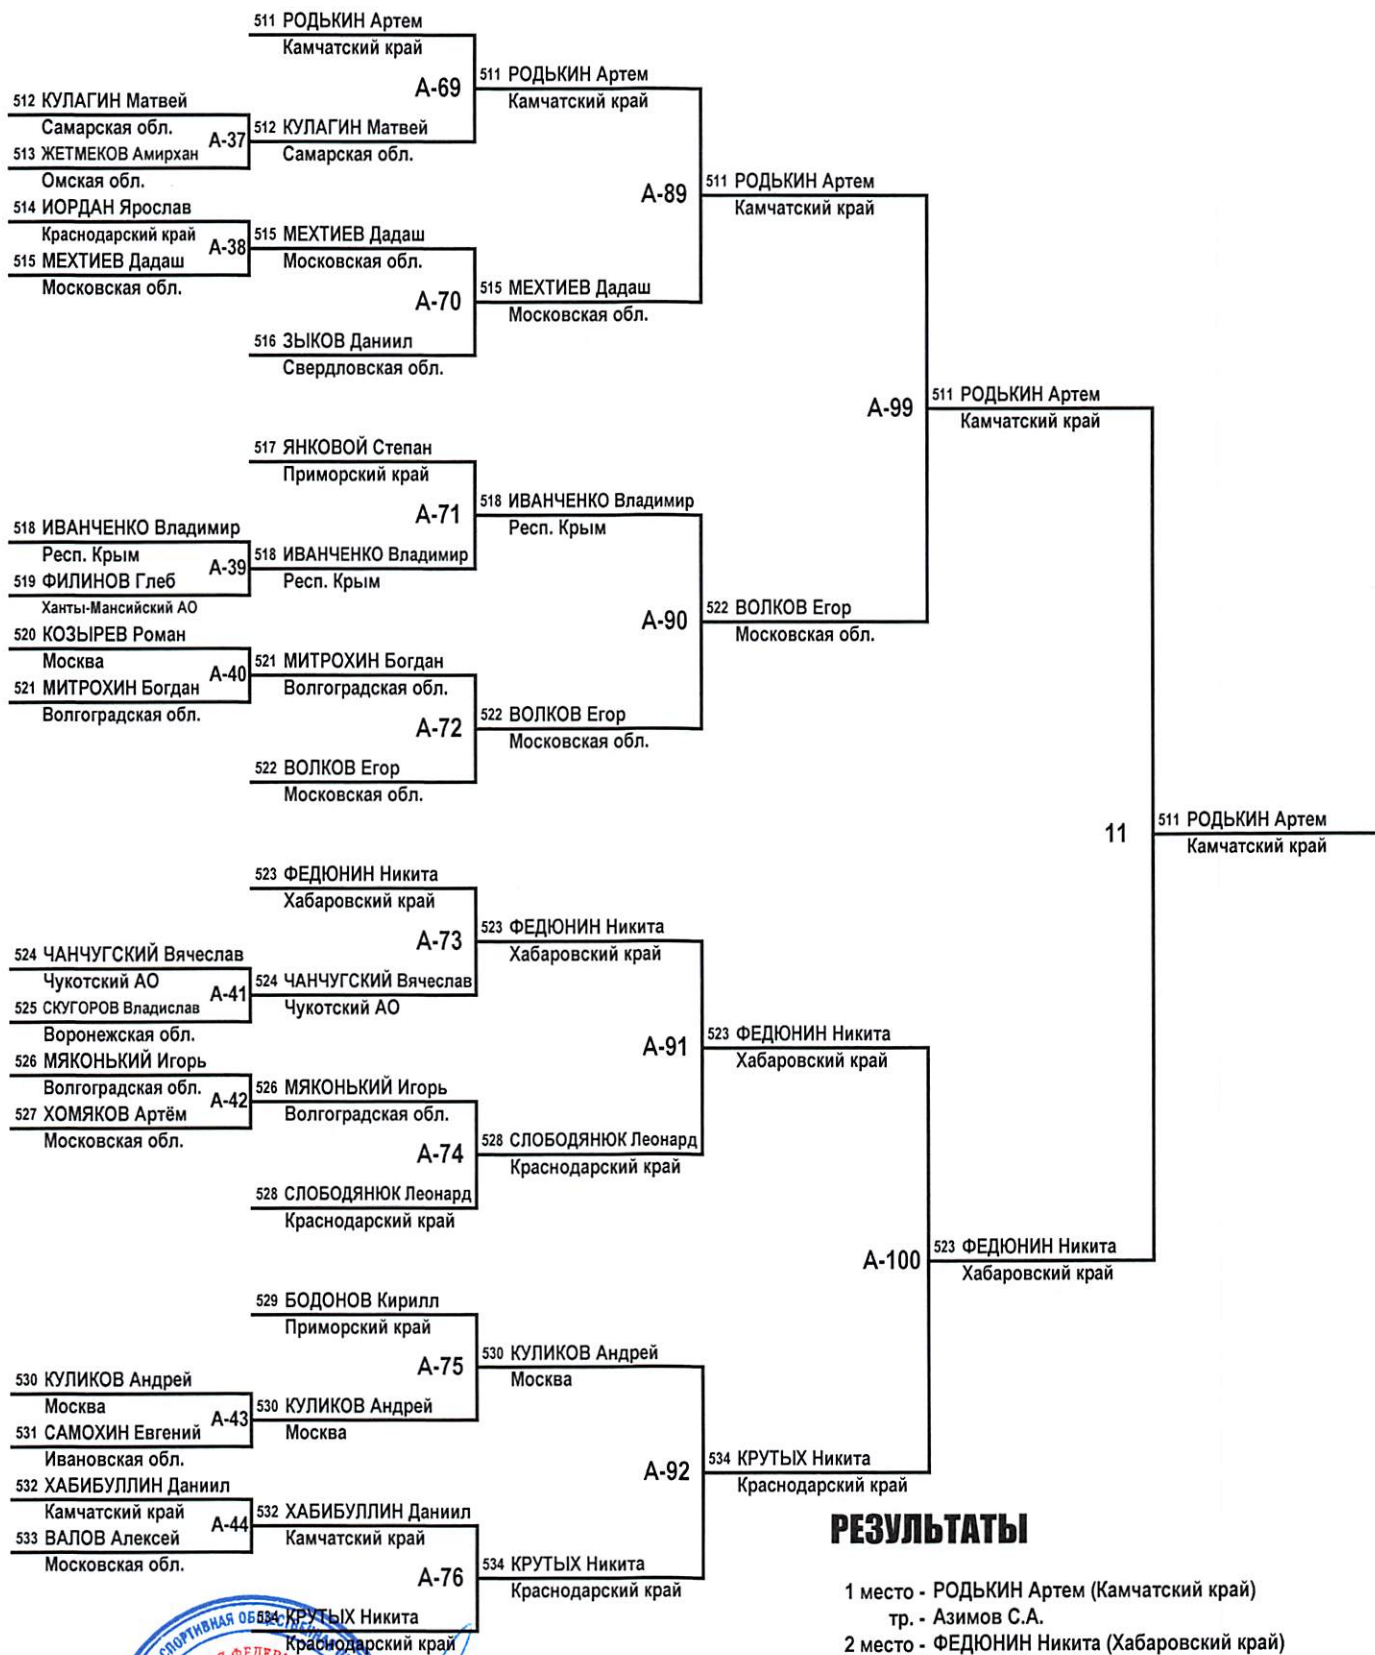 511 РОДЬКИН Артем
Камчатский край
А-69
511 РОДЬКИН Артем
Камчатский край
512 КУЛАГИН Матвей
Самарская обл.
А-37
513 ЖЕТМЕКОВ Амирхан
Омская обл.
512 КУЛАГИН Матвей
Самарская обл.
А-89
511 РОДЬКИН Артем
Камчатский край
514 ИОРДАН Ярослав
Краснодарский край
А-38
515 МЕХТИЕВ Дадаш
Московская обл.
515 МЕХТИЕВ Дадаш
Московская обл.
А-70
515 МЕХТИЕВ Дадаш
Московская обл.
516 ЗЫКОВ Даниил
Свердловская обл.
А-99
511 РОДЬКИН Артем
Камчатский край
517 ЯНКОВОЙ Степан
Приморский край
А-71
518 ИВАНЧЕНКО Владимир
Респ. Крым
518 ИВАНЧЕНКО Владимир
Респ. Крым
А-39
519 ФИЛИНОВ Глеб
Ханты-Мансийский АО
518 ИВАНЧЕНКО Владимир
Респ. Крым
А-90
522 ВОЛКОВ Егор
Московская обл.
520 КОЗЫРЕВ Роман
Москва
А-40
521 МИТРОХИН Богдан
Волгоградская обл.
521 МИТРОХИН Богдан
Волгоградская обл.
А-72
522 ВОЛКОВ Егор
Московская обл.
522 ВОЛКОВ Егор
Московская обл.
11
511 РОДЬКИН Артем
Камчатский край
523 ФЕДЮНИН Никита
Хабаровский край
А-73
523 ФЕДЮНИН Никита
Хабаровский край
524 ЧАНЧУГСКИЙ Вячеслав
Чукотский АО
А-41
525 СКУГОРОВ Владислав
Воронежская обл.
524 ЧАНЧУГСКИЙ Вячеслав
Чукотский АО
А-91
523 ФЕДЮНИН Никита
Хабаровский край
526 МЯКОНЬКИЙ Игорь
Волгоградская обл.
А-42
527 ХОМЯКОВ Артём
Московская обл.
526 МЯКОНЬКИЙ Игорь
Волгоградская обл.
А-74
528 СЛОБОДЯНЮК Леонард
Краснодарский край
528 СЛОБОДЯНЮК Леонард
Краснодарский край
А-100
523 ФЕДЮНИН Никита
Хабаровский край
529 БОДОНОВ Кирилл
Приморский край
А-75
530 КУЛИКОВ Андрей
Москва
530 КУЛИКОВ Андрей
Москва
А-43
531 САМОХИН Евгений
Ивановская обл.
530 КУЛИКОВ Андрей
Москва
А-92
534 КРУТЫХ Никита
Краснодарский край
532 ХАБИБУЛЛИН Даниил
Камчатский край
А-44
533 ВАЛОВ Алексей
Московская обл.
532 ХАБИБУЛЛИН Даниил
Камчатский край
А-76
534 КРУТЫХ Никита
Краснодарский край
534 КРУТЫХ Никита
Краснодарский край
РЕЗУЛЬТАТЫ
1 место - РОДЬКИН Артем (Камчатский край)
тр. - Азимов С.А.
2 место - ФЕДЮНИН Никита (Хабаровский край)